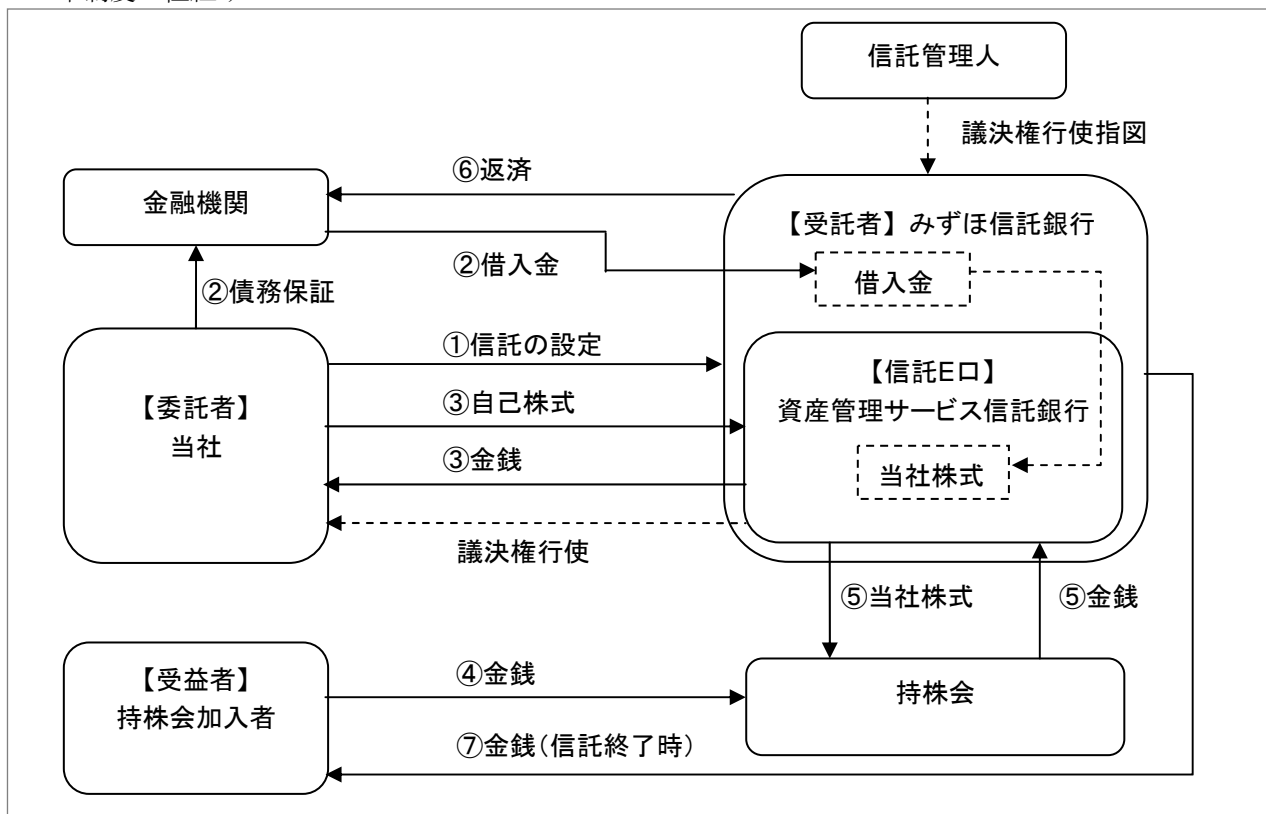 信託管理人
議決権行使指図
⑥返済
金融機関
【受託者】みずほ信託銀行
②借入金
借入金
②債務保証
①信託の設定
【信託E口】
資産管理サービス信託銀行
【委託者】
当社
③自己株式
③金銭
当社株式
議決権行使
⑤当社株式
⑤金銭
【受益者】
持株会加入者
④金銭
持株会
⑦金銭（信託終了時）